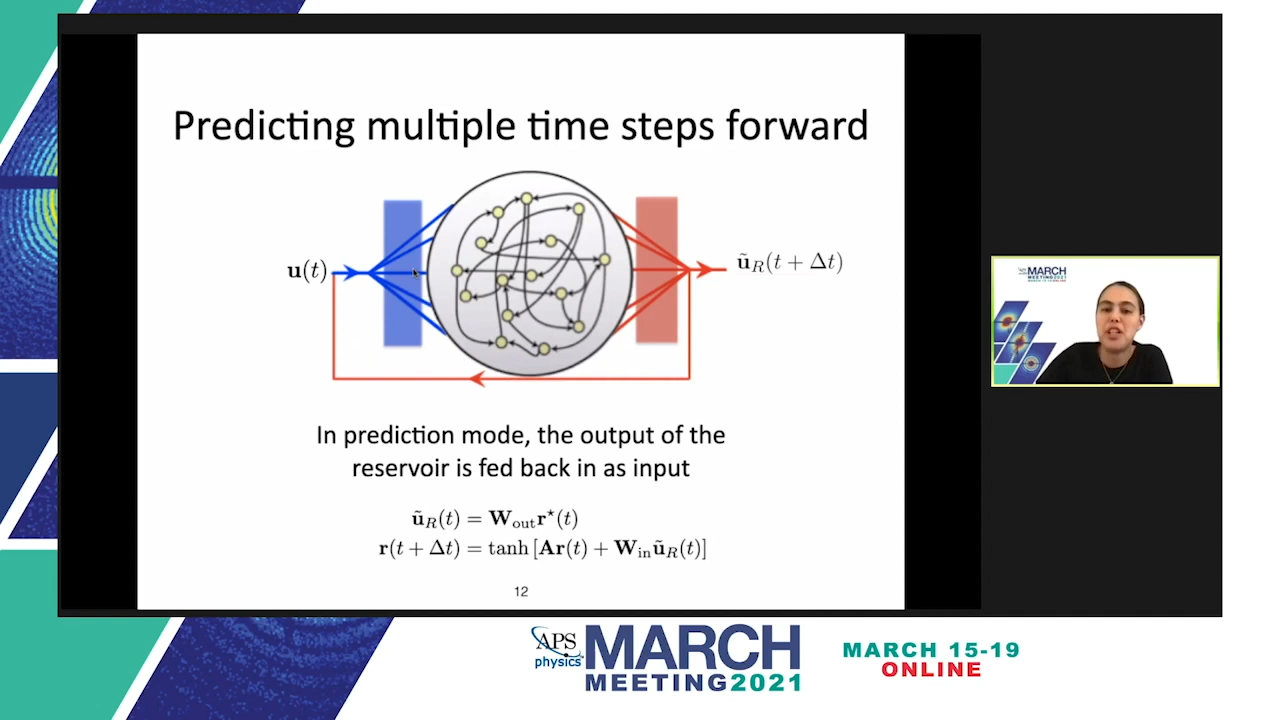 Predicting multiple time steps forward
u(t)
ũ_R(t + Δt)
In prediction mode, the output of the
reservoir is fed back in as input
ũ_R(t) = W_out r*(t)
r(t + Δt) = tanh [Ar(t) + W_in ũ_R(t)]
12
MARCH
MEETING2021
APS
physics
MARCH
MEETING2021
MARCH 15-19
ONLINE